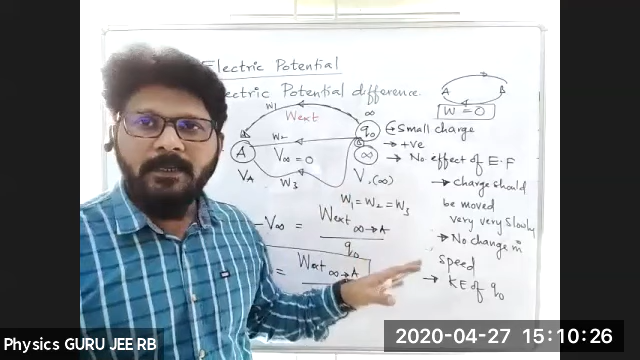 Electric Potential
ectric Potential difference.
W1
∞
A
B
Wext
q₀
→ Small charge
W = 0
W₂
→ +ve
A
V∞ = 0
∞
→ No effect of E.F
VA
W₃
V.(∞)
→ charge should
be moved
W₁ = W₂ = W₃
very very slowly
-V∞ = Wext ∞→A
q₀
→ No change in
speed
= Wext ∞→A
→ KE of q₀
Physics GURU JEE RB
2020-04-27 15:10:26